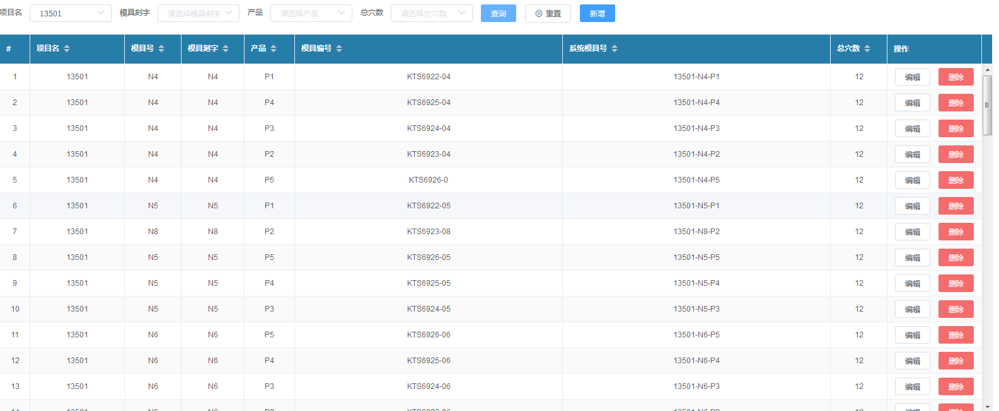 项目名 13501 模具刻字 请选择模具刻字 产品 请选择产品 总穴数 请选择总穴数 查询 重置 新增
# 项目名 模具号 模具刻字 产品 模具编号 系统模具号 总穴数 操作
1 13501 N4 N4 P1 KTS6922-04 13501-N4-P1 12 编辑 删除
2 13501 N4 N4 P4 KTS6925-04 13501-N4-P4 12 编辑 删除
3 13501 N4 N4 P3 KTS6924-04 13501-N4-P3 12 编辑 删除
4 13501 N4 N4 P2 KTS6923-04 13501-N4-P2 12 编辑 删除
5 13501 N4 N4 P5 KTS6926-0 13501-N4-P5 12 编辑 删除
6 13501 N5 N5 P1 KTS6922-05 13501-N5-P1 12 编辑 删除
7 13501 N8 N8 P2 KTS6923-08 13501-N8-P2 12 编辑 删除
8 13501 N5 N5 P5 KTS6926-05 13501-N5-P5 12 编辑 删除
9 13501 N5 N5 P4 KTS6925-05 13501-N5-P4 12 编辑 删除
10 13501 N5 N5 P3 KTS6924-05 13501-N5-P3 12 编辑 删除
11 13501 N6 N6 P5 KTS6926-06 13501-N6-P5 12 编辑 删除
12 13501 N6 N6 P4 KTS6925-06 13501-N6-P4 12 编辑 删除
13 13501 N6 N6 P3 KTS6924-06 13501-N6-P3 12 编辑 删除